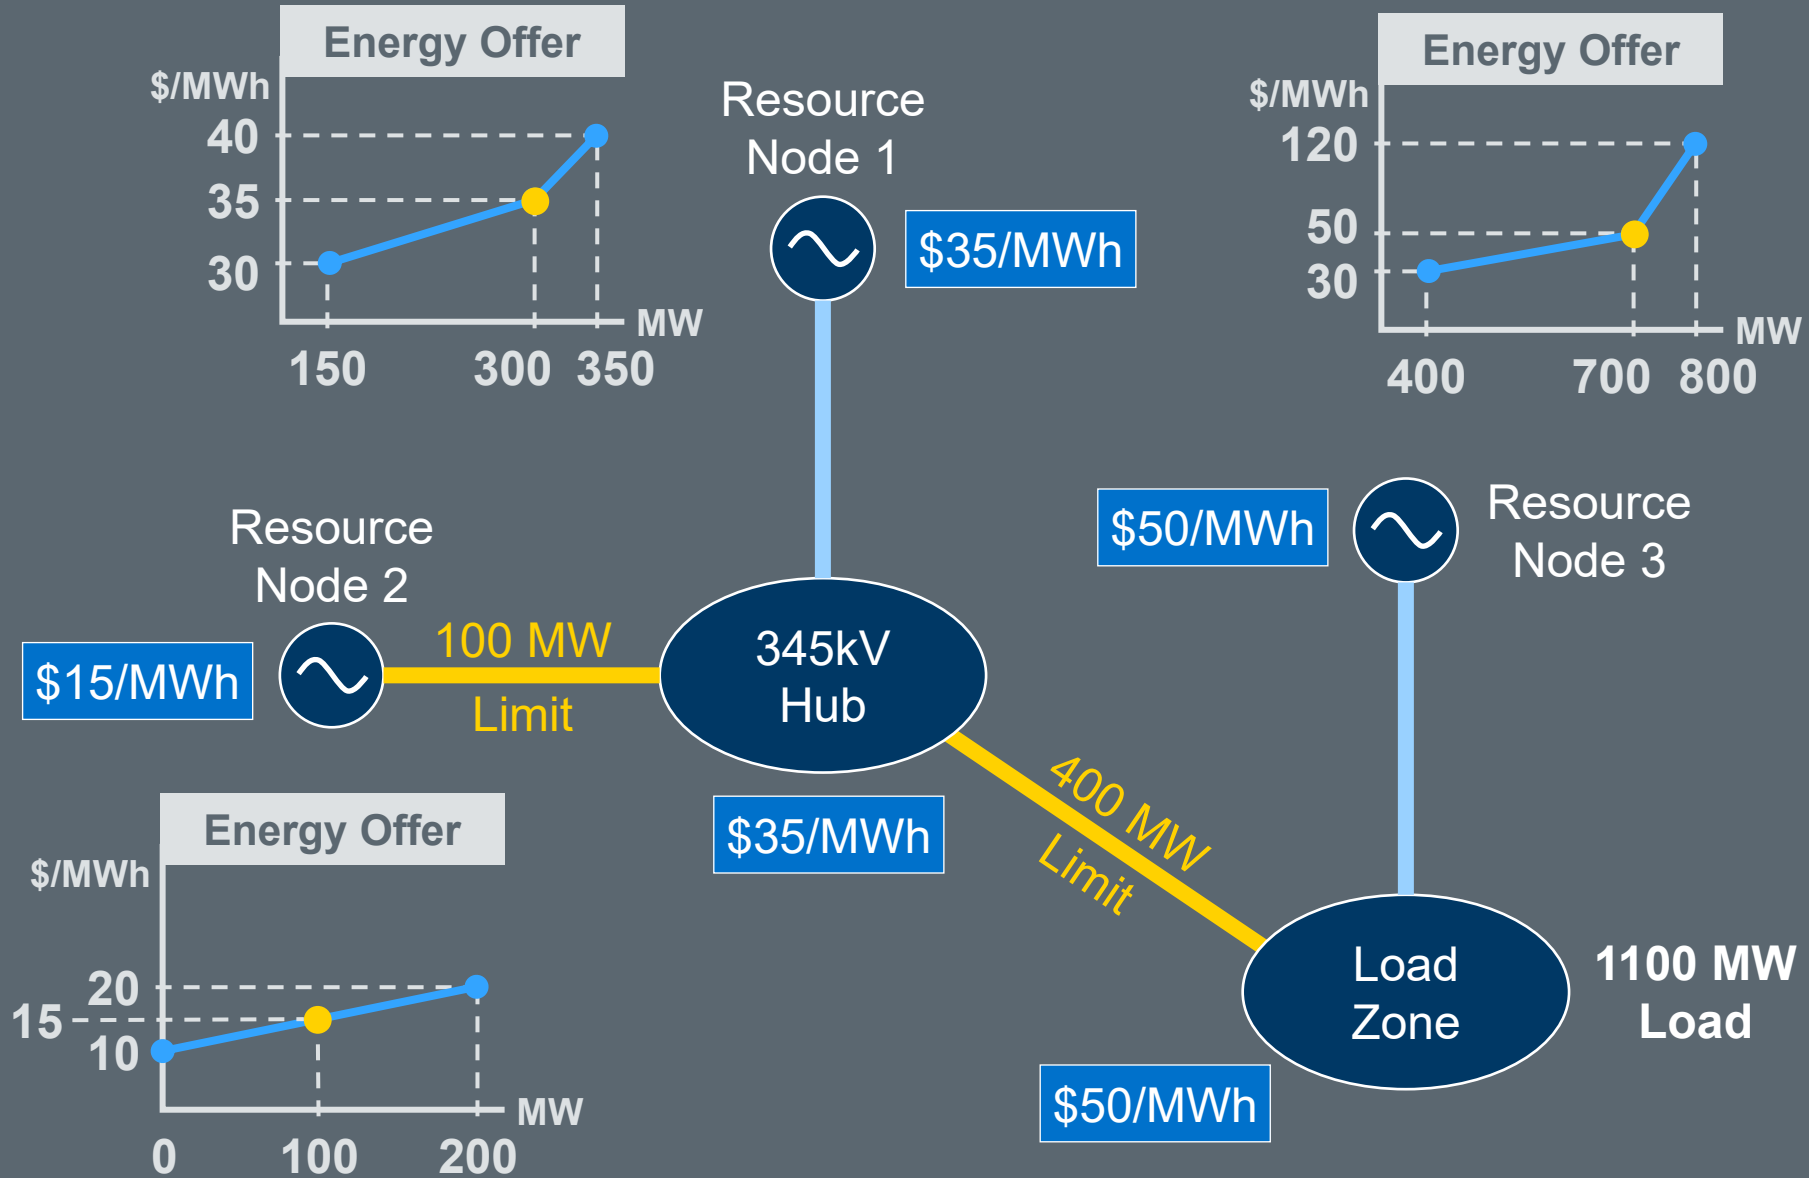 Energy Offer
$/MWh
40
35
30
MW
150 300 350
Resource
Node 1
$35/MWh
Energy Offer
$/MWh
120
50
30
MW
400 700 800
Resource
Node 2
$15/MWh
100 MW
Limit
345kV
Hub
$35/MWh
$50/MWh
Resource
Node 3
400 MW
Limit
Energy Offer
$/MWh
20
15
10
MW
0 100 200
Load
Zone
1100 MW
Load
$50/MWh